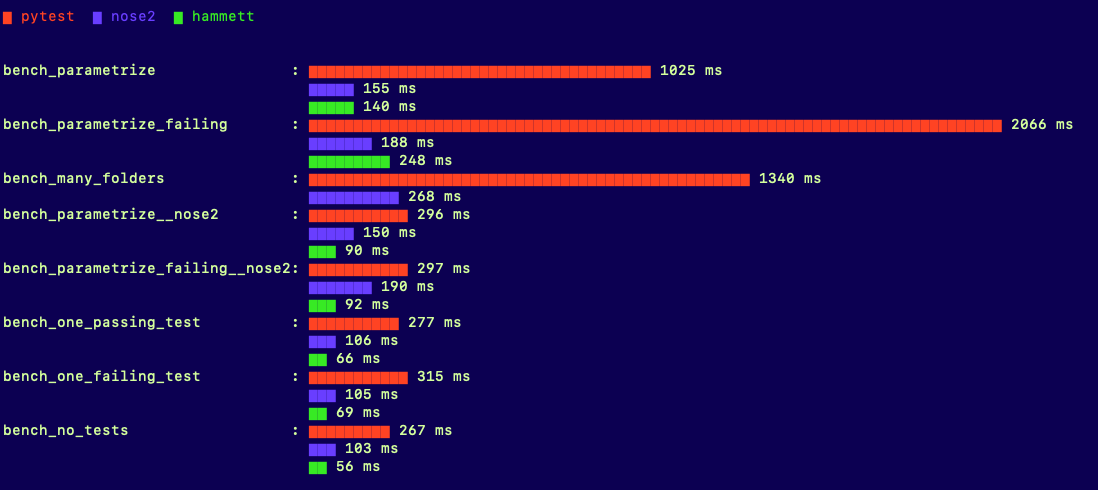 pytest nose2 hammett
bench_parametrize : 1025 ms
155 ms
140 ms
bench_parametrize_failing : 2066 ms
188 ms
248 ms
bench_many_folders : 1340 ms
268 ms
bench_parametrize__nose2 : 296 ms
150 ms
90 ms
bench_parametrize_failing__nose2: 297 ms
190 ms
92 ms
bench_one_passing_test : 277 ms
106 ms
66 ms
bench_one_failing_test : 315 ms
105 ms
69 ms
bench_no_tests : 267 ms
103 ms
56 ms